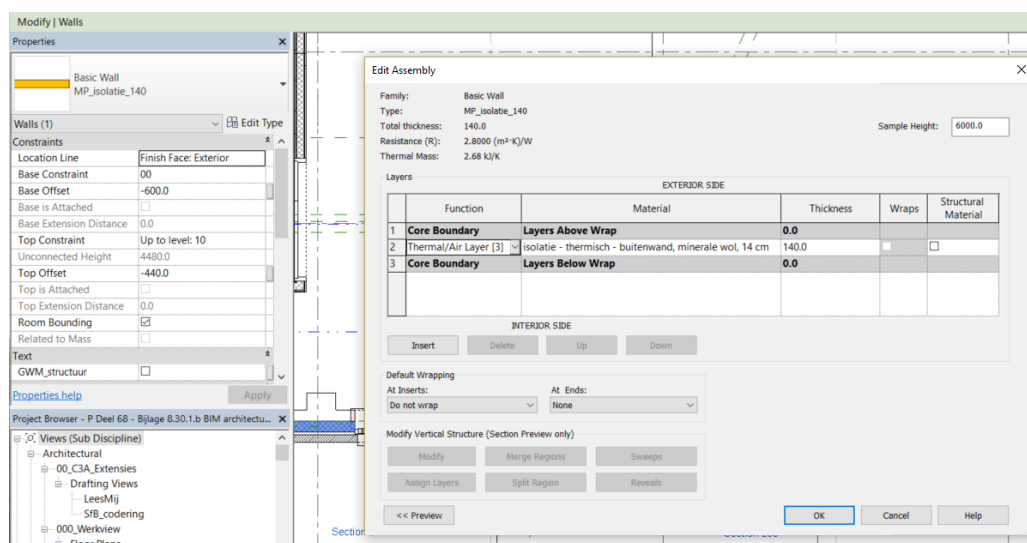 Modify | Walls
Properties
Basic Wall
MP_isolatie_140
Walls (1)
Edit Type
Constraints
Location Line Finish Face: Exterior
Base Constraint 00
Base Offset -600.0
Base is Attached
Base Extension Distance 0.0
Top Constraint Up to level: 10
Unconnected Height 4480.0
Top Offset -440.0
Top is Attached
Top Extension Distance 0.0
Room Bounding
Related to Mass
Text
GWM_structuur
Properties help Apply
Project Browser - P Deel 68 - Bijlage 8.30.1.b BIM architectu...
Views (Sub Discipline)
Architectural
00_C3A_Extensies
Drafting Views
LeesMij
SfB_codering
000_Werkview
Floor Plans
Section
Edit Assembly
Family: Basic Wall
Type: MP_isolatie_140
Total thickness: 140.0
Resistance (R): 2.8000 (m²·K)/W
Thermal Mass: 2.68 kJ/K
Sample Height: 6000.0
Layers
EXTERIOR SIDE
Function Material Thickness Wraps Structural Material
1 Core Boundary Layers Above Wrap 0.0
2 Thermal/Air Layer [3] isolatie - thermisch - buitenwand, minerale wol, 14 cm 140.0
3 Core Boundary Layers Below Wrap 0.0
INTERIOR SIDE
Insert Delete Up Down
Default Wrapping
At Inserts: At Ends:
Do not wrap None
Modify Vertical Structure (Section Preview only)
Modify Merge Regions Sweeps
Assign Layers Split Region Reveals
<< Preview OK Cancel Help